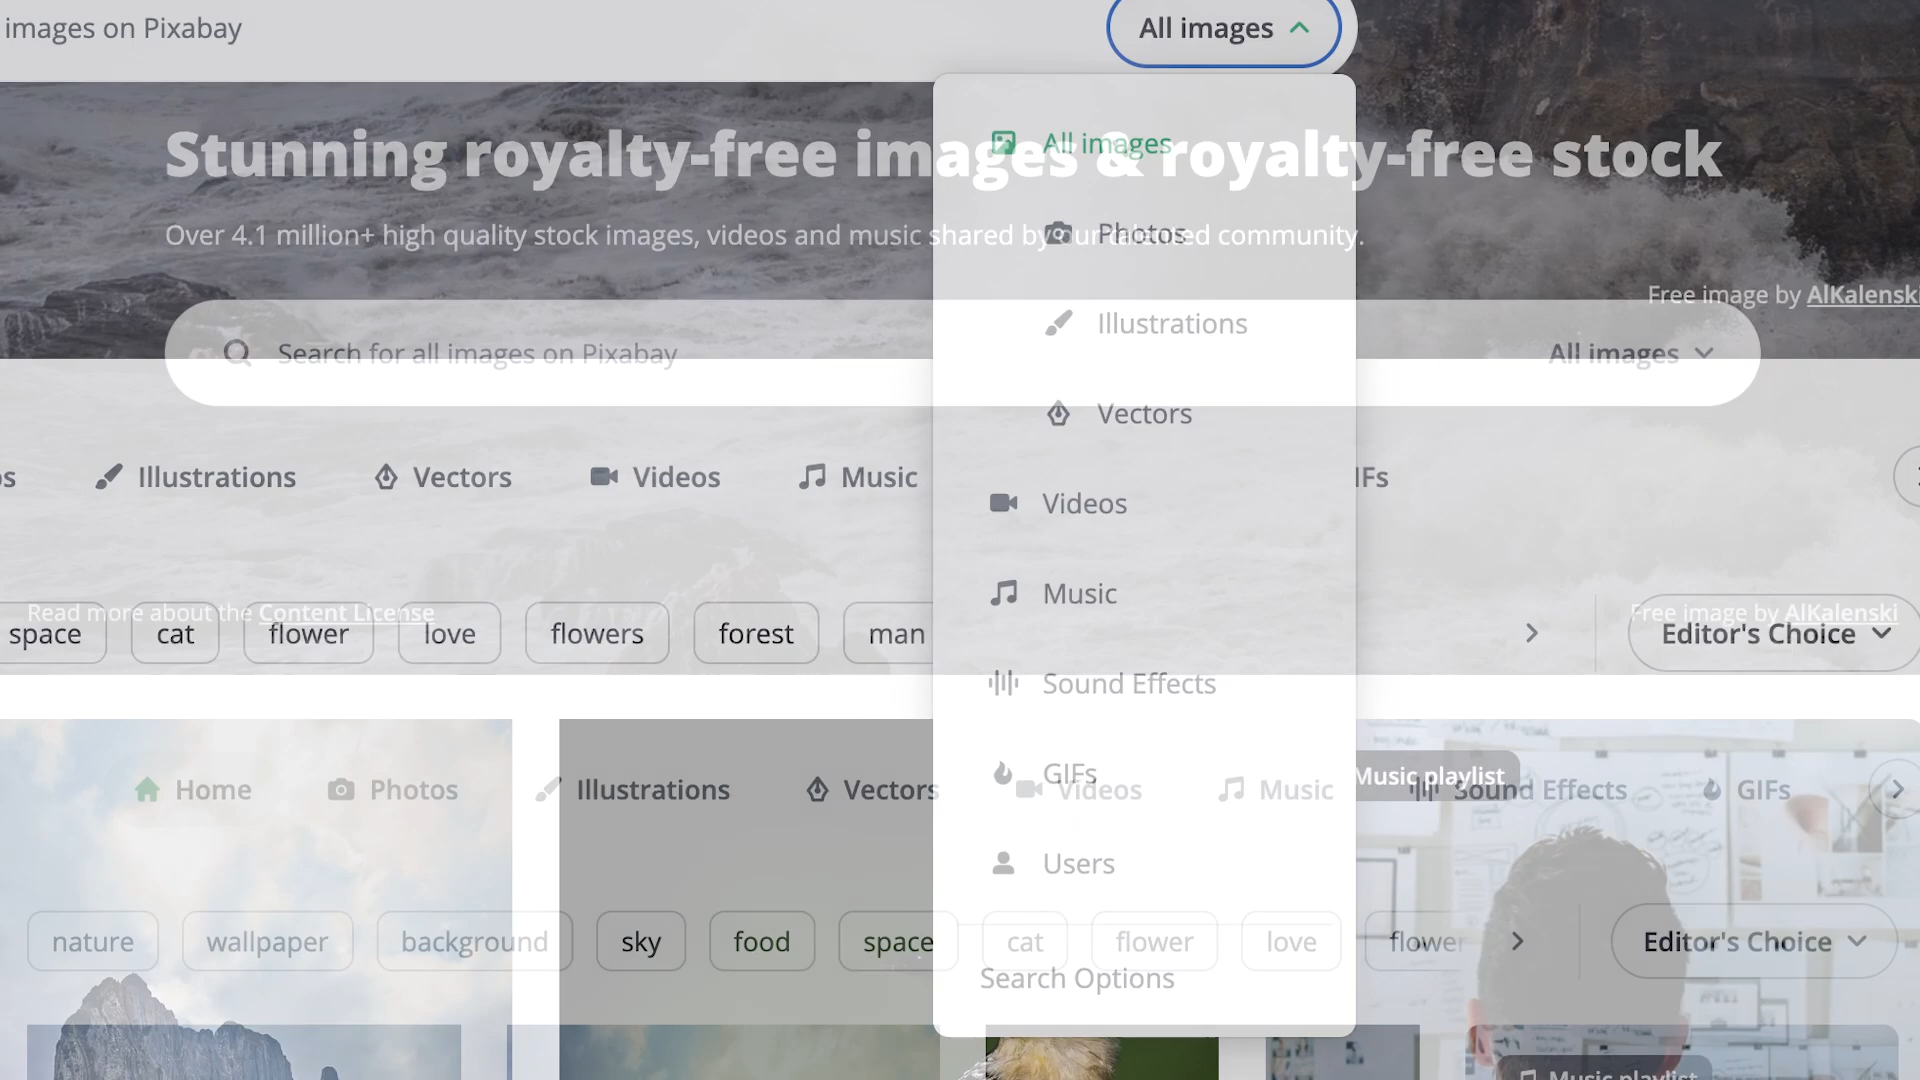 images on Pixabay
All images
Stunning royalty-free images & royalty-free stock
All images
Over 4.1 million+ high quality stock images, videos and music shared by our talented community.
Photos
Free image by AlKalenski
Illustrations
Search for all images on Pixabay
All images
Vectors
Illustrations
Vectors
Videos
Music
Videos
Music
Read more about the Content License
Free image by AlKalenski
space
cat
flower
love
flowers
forest
man
Editor's Choice
Sound Effects
GIFs
Music playlist
Home
Photos
Illustrations
Vectors
Videos
Music
Sound Effects
GIFs
Users
nature
wallpaper
background
sky
food
space
cat
flower
love
flower
Editor's Choice
Search Options
Music playlist